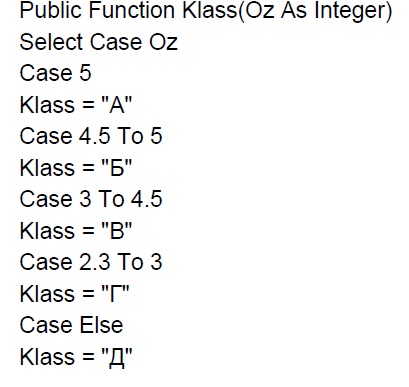 Public Function Klass(Oz As Integer)
Select Case Oz
Case 5
Klass = "А"
Case 4.5 To 5
Klass = "Б"
Case 3 To 4.5
Klass = "В"
Case 2.3 To 3
Klass = "Г"
Case Else
Klass = "Д"